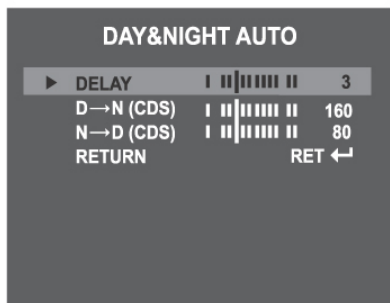 DAY&NIGHT AUTO
DELAY 3
D→N (CDS) 160
N→D (CDS) 80
RETURN RET ↵